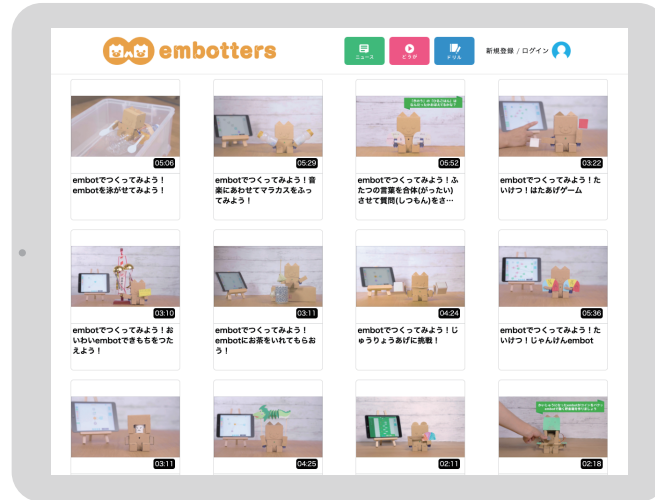 embotters
ニュース
どうが
ドリル
新規登録 / ログイン
05:06
05:29
05:52
03:22
embotでつくってみよう！
embotを泳がせてみよう！
embotでつくってみよう！音
楽にあわせてマラカスをふっ
てみよう！
embotでつくってみよう！ふ
たつの言葉を合体(がったい)
させて質問(しつもん)をさ…
embotでつくってみよう！た
いけつ！はたあげゲーム
03:10
03:11
04:24
05:36
embotでつくってみよう！お
いわいembotできもちをつた
えよう！
embotでつくってみよう！
embotにお茶をいれてもらお
う！
embotでつくってみよう！じ
ゅうりょうあげに挑戦！
embotでつくってみよう！た
いけつ！じゃんけんembot
03:11
04:25
02:11
02:18